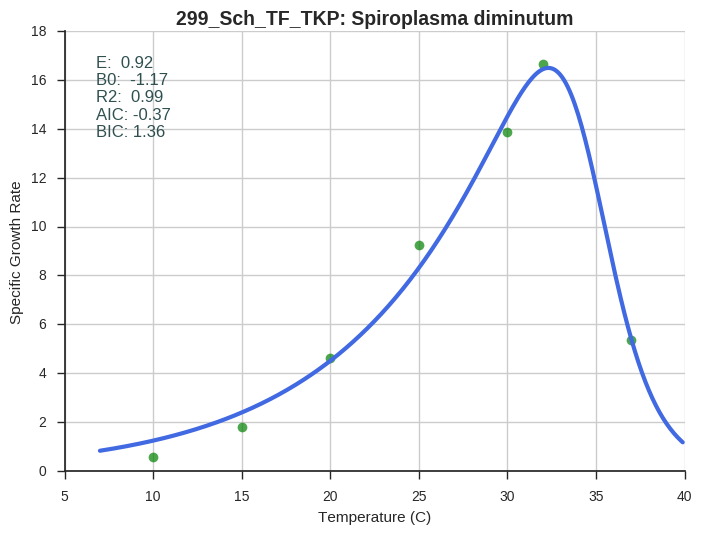 299_Sch_TF_TKP: Spiroplasma diminutum
E:  0.92
B0:  -1.17
R2:  0.99
AIC: -0.37
BIC: 1.36
Specific Growth Rate
18
16
14
12
10
8
6
4
2
0
5 10 15 20 25 30 35 40
Temperature (C)